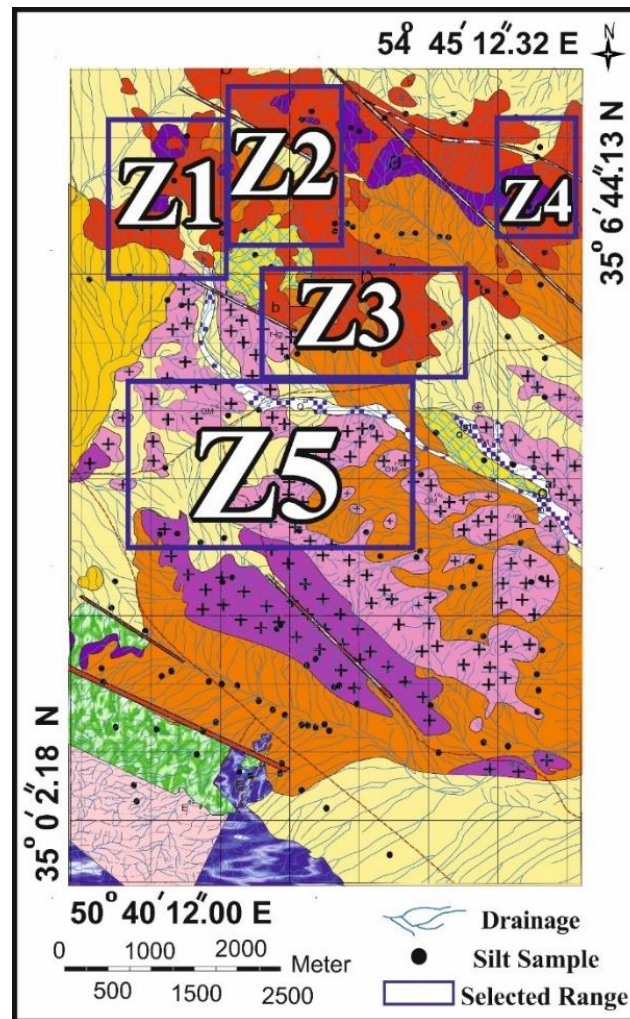 N
54° 45′ 12″.32 E
35° 6′ 44″.13 N
Z1
Z2
Z3
Z4
Z5
b
OM
35° 0′ 2″.18 N
50° 40′ 12″.00 E
Drainage
Silt Sample
Selected Range
0 1000 2000
Meter
500 1500 2500